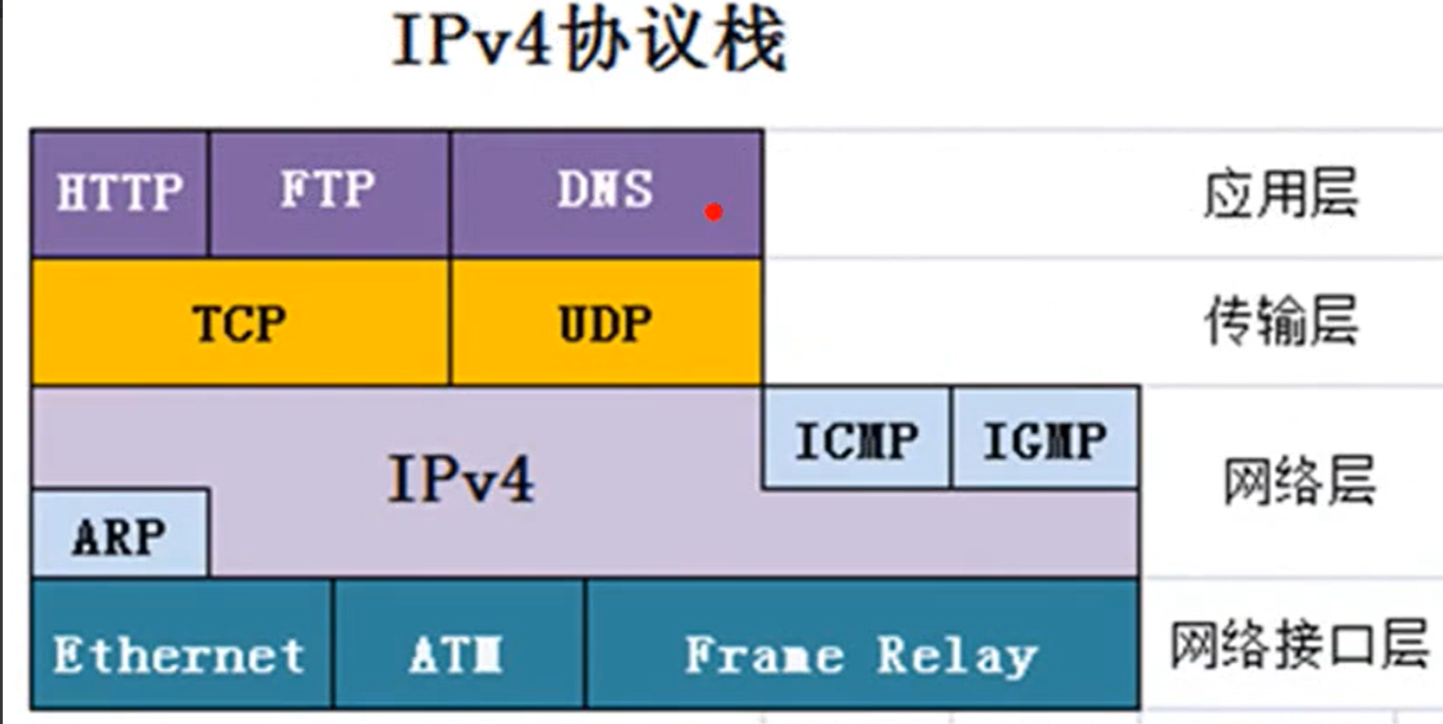 IPv4协议栈
HTTP FTP DNS 应用层
TCP UDP 传输层
ICMP IGMP
IPv4 网络层
ARP
Ethernet ATM Frame Relay 网络接口层